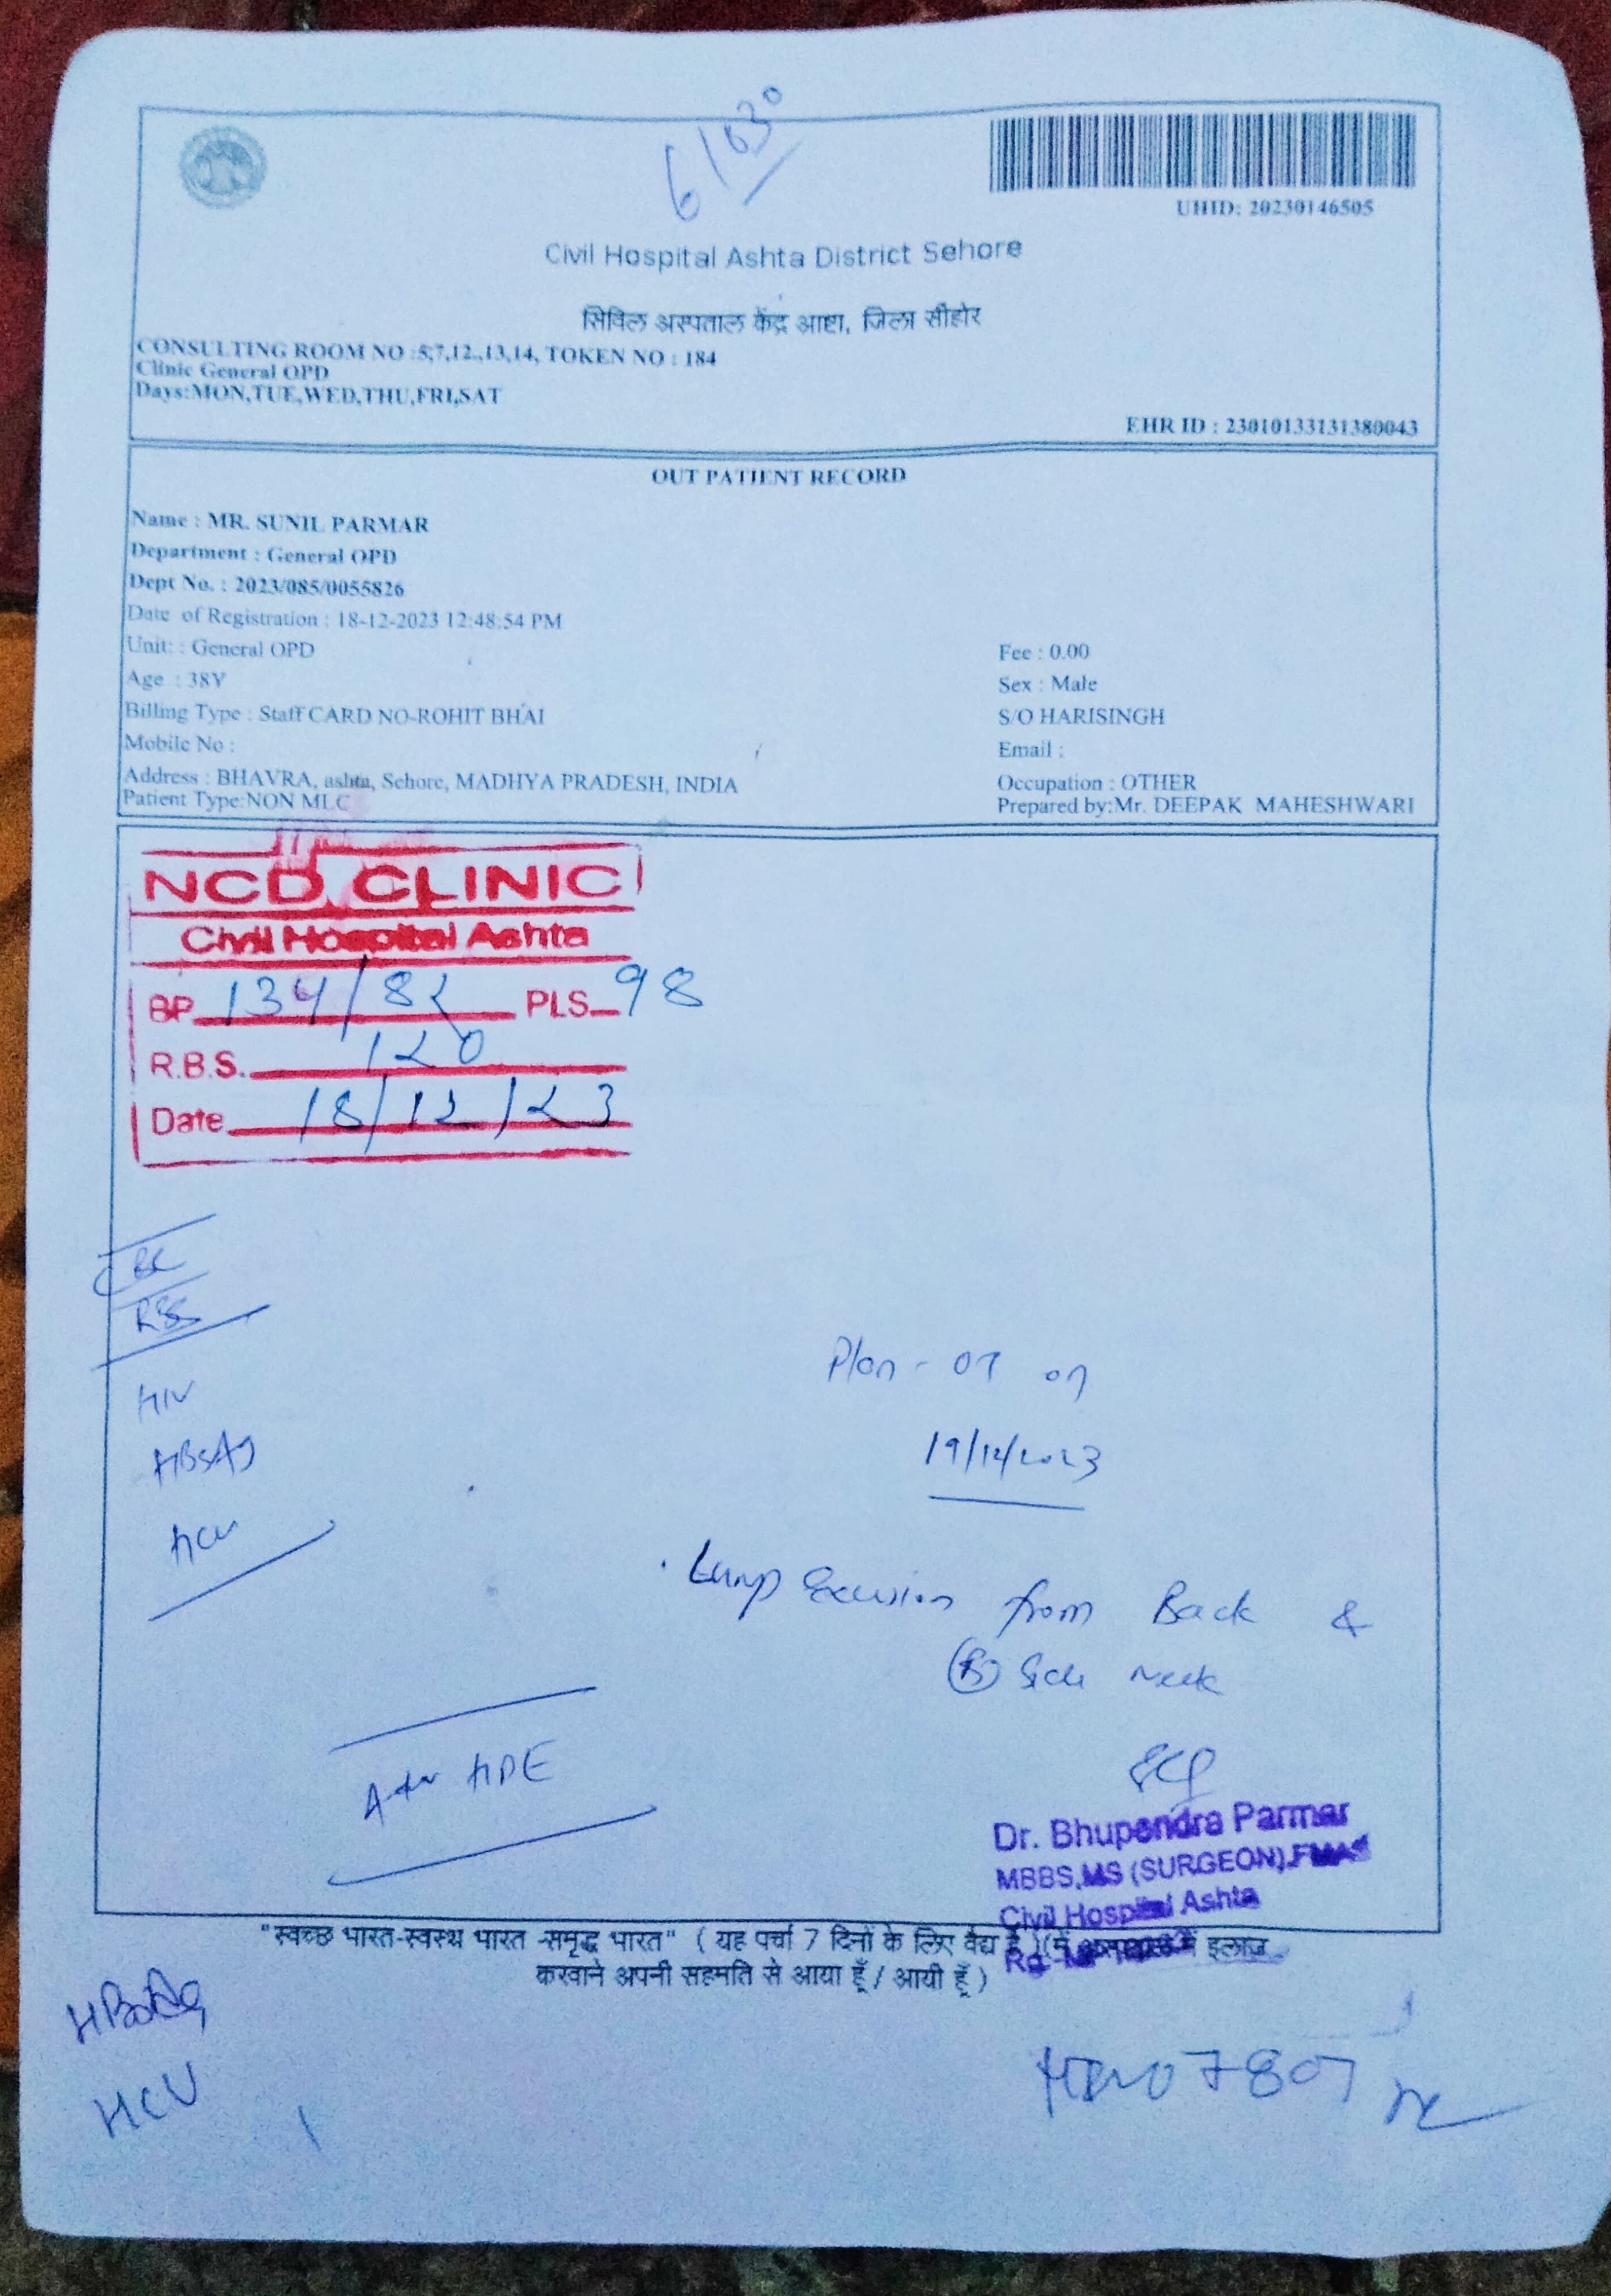 6/1030
UHID: 20230146505
Civil Hospital Ashta District Sehore
सिविल अस्पताल केंद्र आष्टा, जिला सीहोर
CONSULTING ROOM NO :5,7,12,,13,14, TOKEN NO : 184
Clinic General OPD
Days:MON,TUE,WED,THU,FRI,SAT
EHR ID : 23010133131380043
OUT PATIENT RECORD
Name : MR. SUNIL PARMAR
Department : General OPD
Dept No. : 2023/085/0055826
Date of Registration : 18-12-2023 12:48:54 PM
Unit: : General OPD Fee : 0.00
Age : 38Y Sex : Male
Billing Type : Staff CARD NO-ROHIT BHAI S/O HARISINGH
Mobile No : Email :
Address : BHAVRA, ashta, Sehore, MADHYA PRADESH, INDIA Occupation : OTHER
Patient Type:NON MLC Prepared by:Mr. DEEPAK MAHESHWARI
NCD CLINIC
Civil Hospital Ashta
BP 134/82 PLS 98
R.B.S. 120
Date 18/12/23
CBC
RBS
HIV
HBsAg
HCV
Plan - OT on
19/12/2023
Lump Excision from Back &
(R) Side Neck
HPE
Dr. Bhupendra Parmar
MBBS,MS (SURGEON),FMAS
Civil Hospital Ashta
"स्वच्छ भारत-स्वस्थ भारत -समृद्ध भारत" ( यह पर्चा 7 दिनों के लिए वैद्य है )(में इलाज
करवाने अपनी सहमति से आया हूँ / आयी हूँ )
HBsAg
HCV
7807